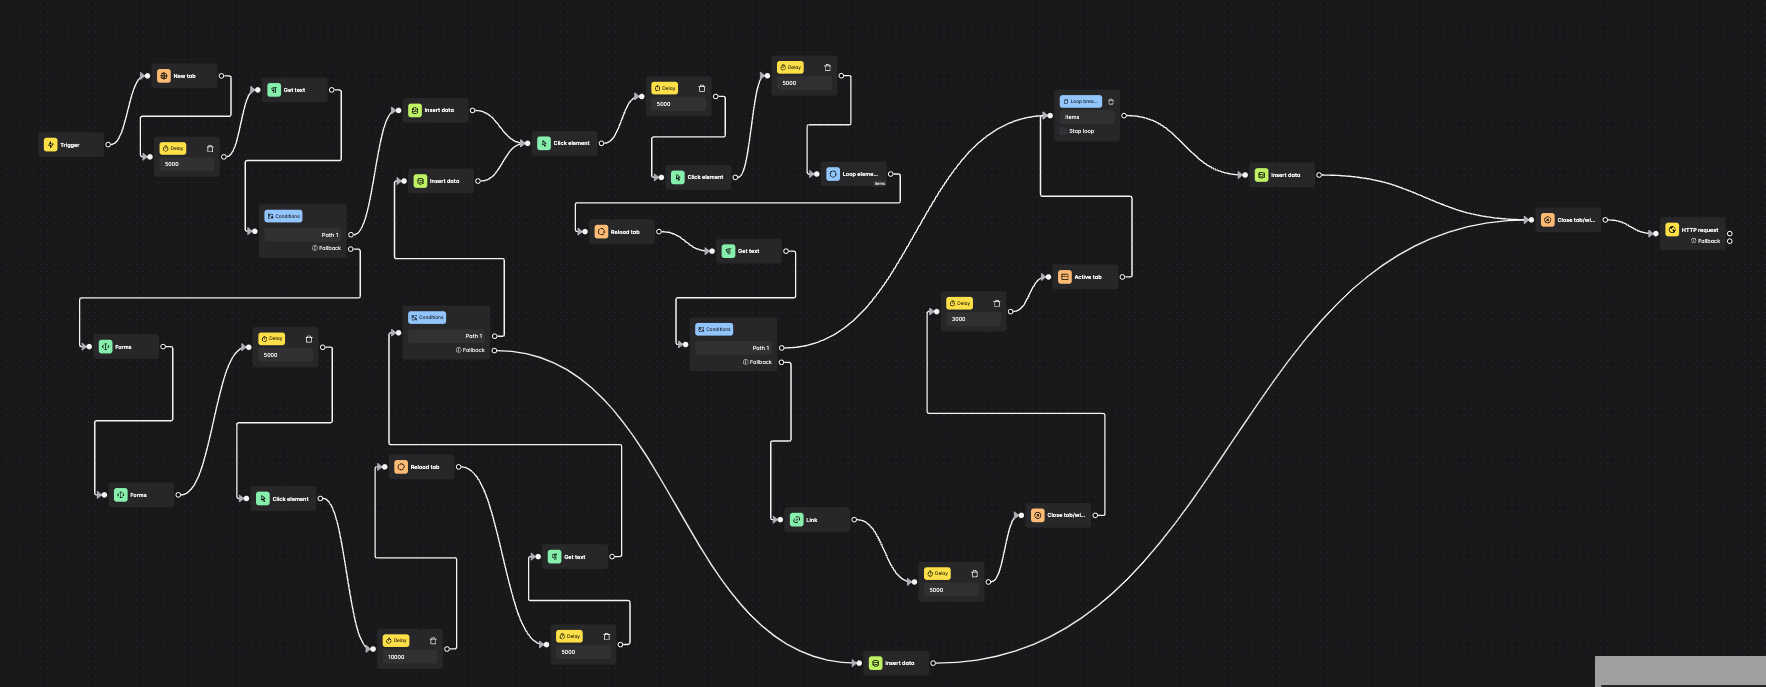 Trigger
New tab
Delay
5000
Get text
Conditions
Path 1
Fallback
Insert data
Insert data
Click element
Delay
5000
Click element
Delay
5000
Loop eleme...
items
Reload tab
Get text
Conditions
Path 1
Fallback
Loop brea...
items
Stop loop
Insert data
Close tab/wi...
HTTP request
Fallback
Active tab
Delay
3000
Forms
Delay
5000
Conditions
Path 1
Fallback
Forms
Click element
Reload tab
Link
Close tab/wi...
Get text
Delay
5000
Delay
10000
Delay
5000
Insert data